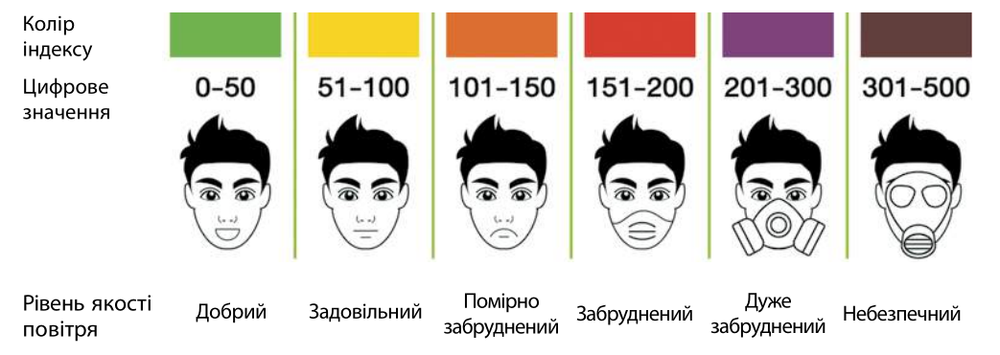 Колір
індексу
Цифрове
значення
0–50
51–100
101–150
151–200
201–300
301–500
Рівень якості
повітря
Добрий
Задовільний
Помірно
забруднений
Забруднений
Дуже
забруднений
Небезпечний